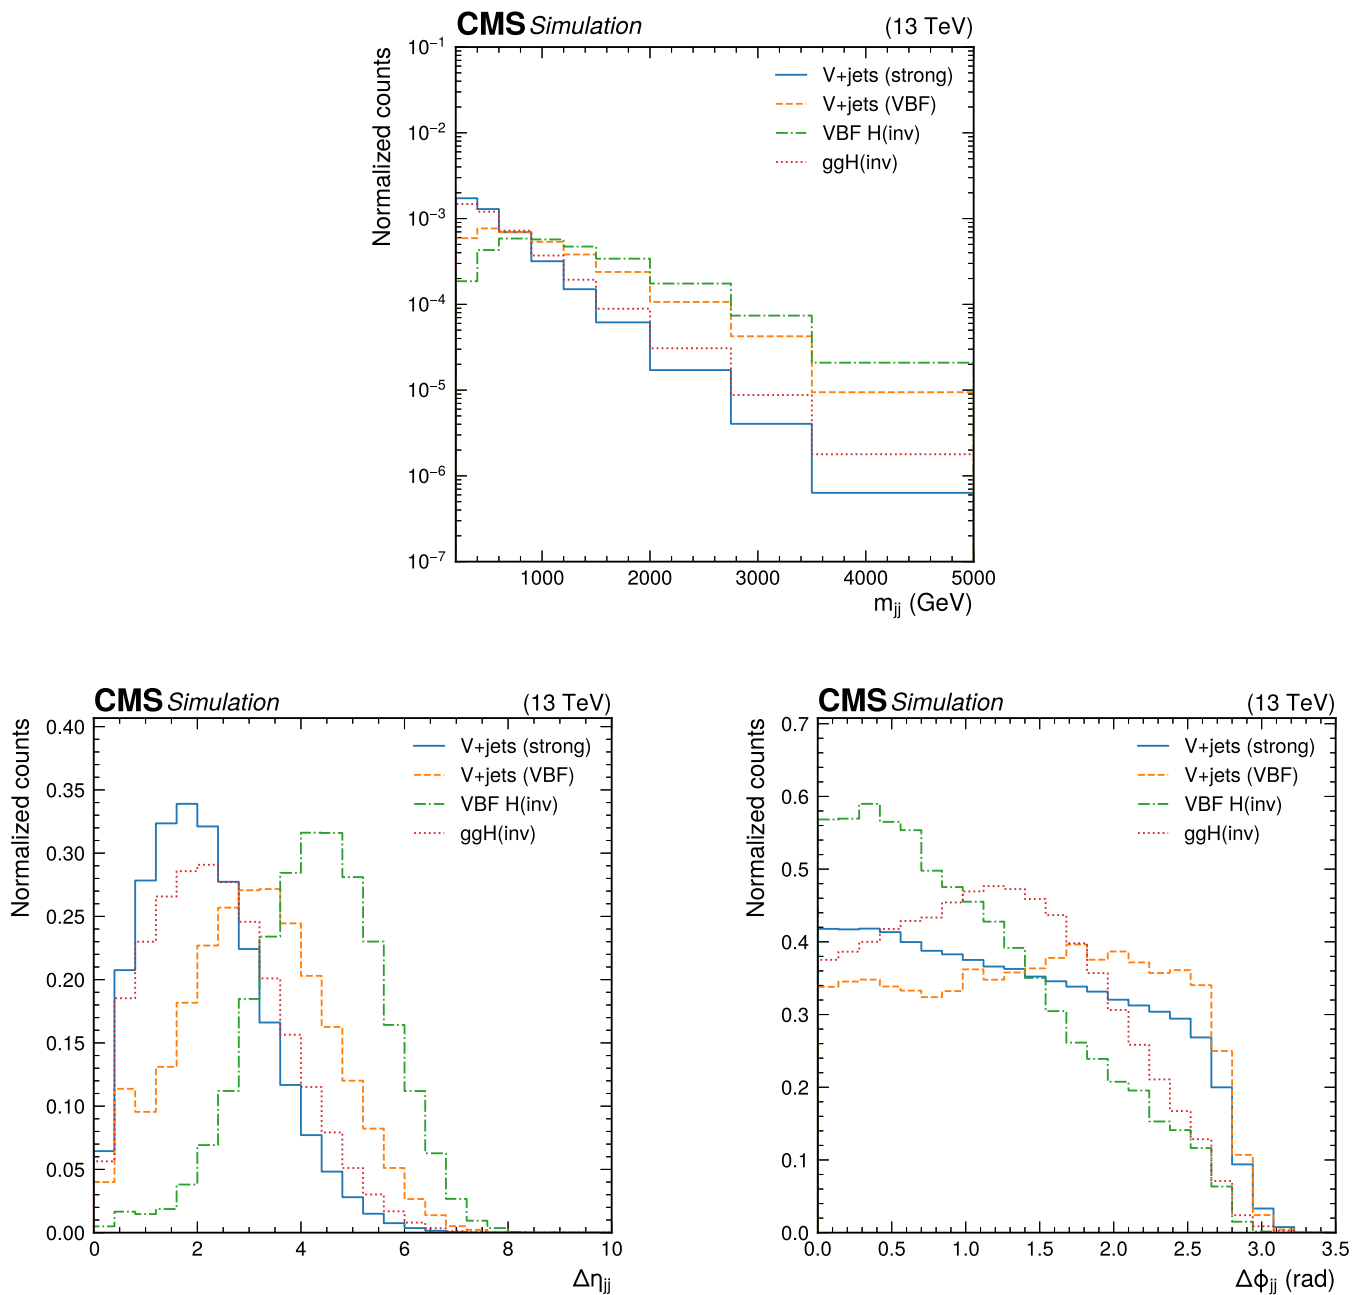 CMS Simulation (13 TeV)
Normalized counts
10⁻¹
10⁻²
10⁻³
10⁻⁴
10⁻⁵
10⁻⁶
10⁻⁷
V+jets (strong)
V+jets (VBF)
VBF H(inv)
ggH(inv)
1000 2000 3000 4000 5000
mjj (GeV)
CMS Simulation (13 TeV)
Normalized counts
0.40
0.35
0.30
0.25
0.20
0.15
0.10
0.05
0.00
V+jets (strong)
V+jets (VBF)
VBF H(inv)
ggH(inv)
0 2 4 6 8 10
Δηjj
CMS Simulation (13 TeV)
Normalized counts
0.7
0.6
0.5
0.4
0.3
0.2
0.1
0.0
V+jets (strong)
V+jets (VBF)
VBF H(inv)
ggH(inv)
0.0 0.5 1.0 1.5 2.0 2.5 3.0 3.5
Δϕjj (rad)